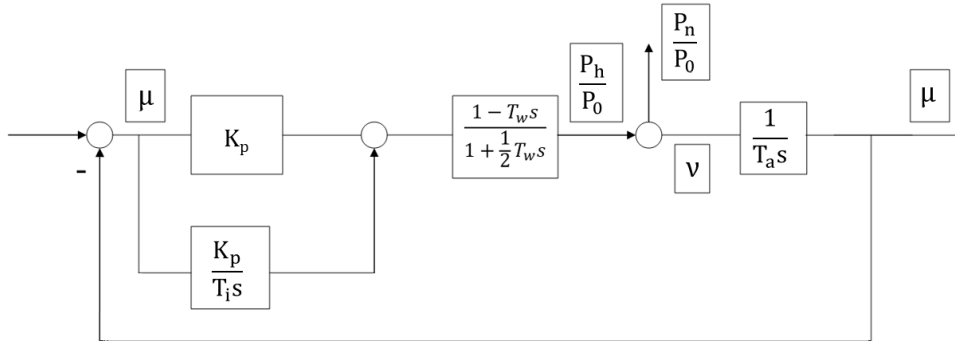 μ
K_p
K_p
T_i s
-
1 − T_w s
1 + 1/2 T_w s
P_h
P_0
P_n
P_0
ν
1
T_a s
μ